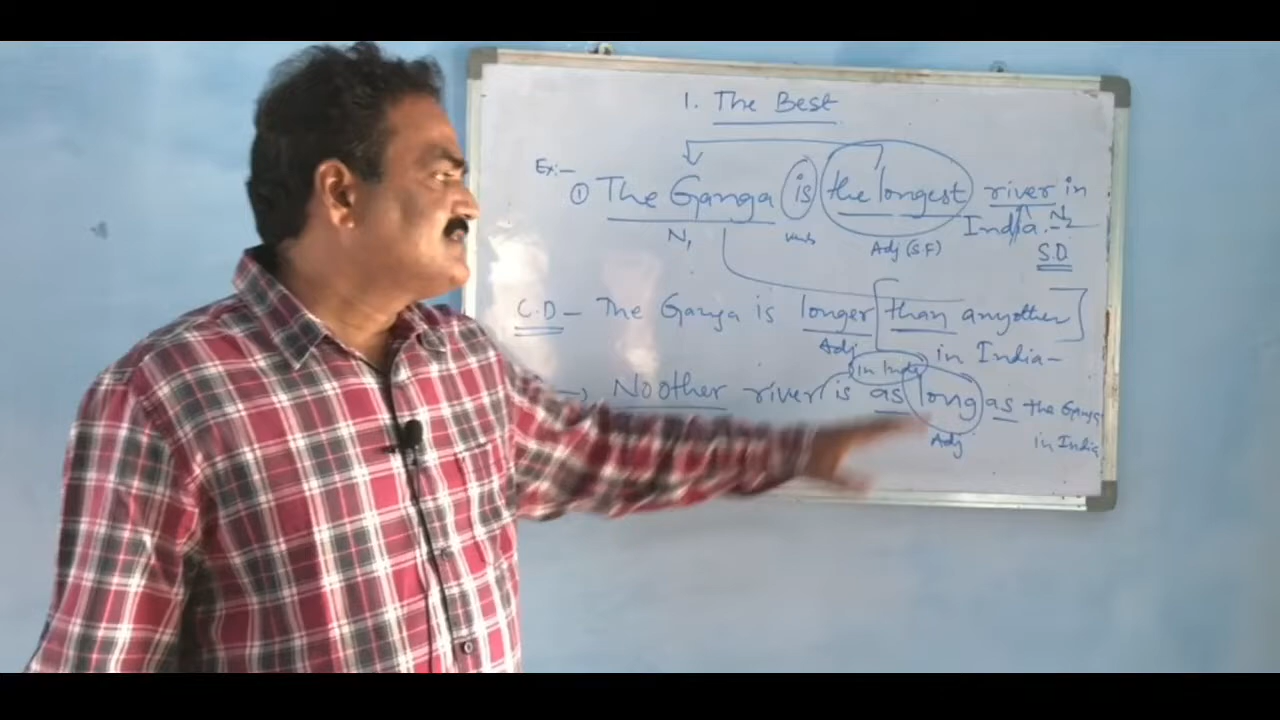 1. The Best
Ex:-
① The Ganga is the longest river in
India.
N₁ verb Adj (S.F) N₂
S.D.
C.D – The Ganga is longer than anyother
Adj in India –
in India
No other river is as long as the Ganga
Adj in India